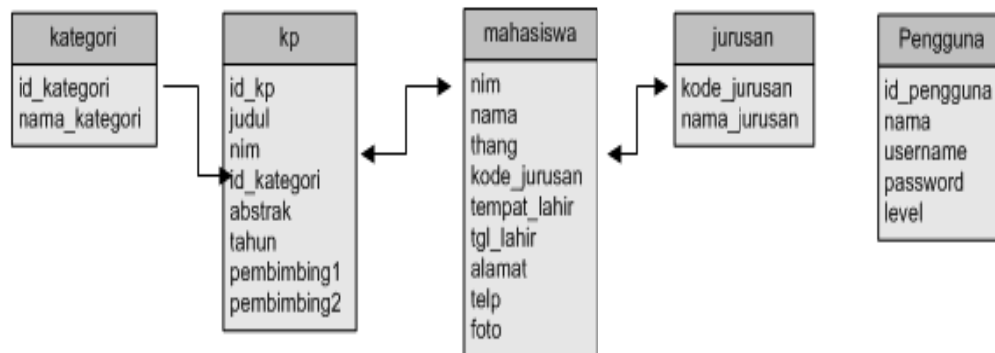 kategori
id_kategori
nama_kategori
kp
id_kp
judul
nim
id_kategori
abstrak
tahun
pembimbing1
pembimbing2
mahasiswa
nim
nama
thang
kode_jurusan
tempat_lahir
tgl_lahir
alamat
telp
foto
jurusan
kode_jurusan
nama_jurusan
Pengguna
id_pengguna
nama
username
password
level